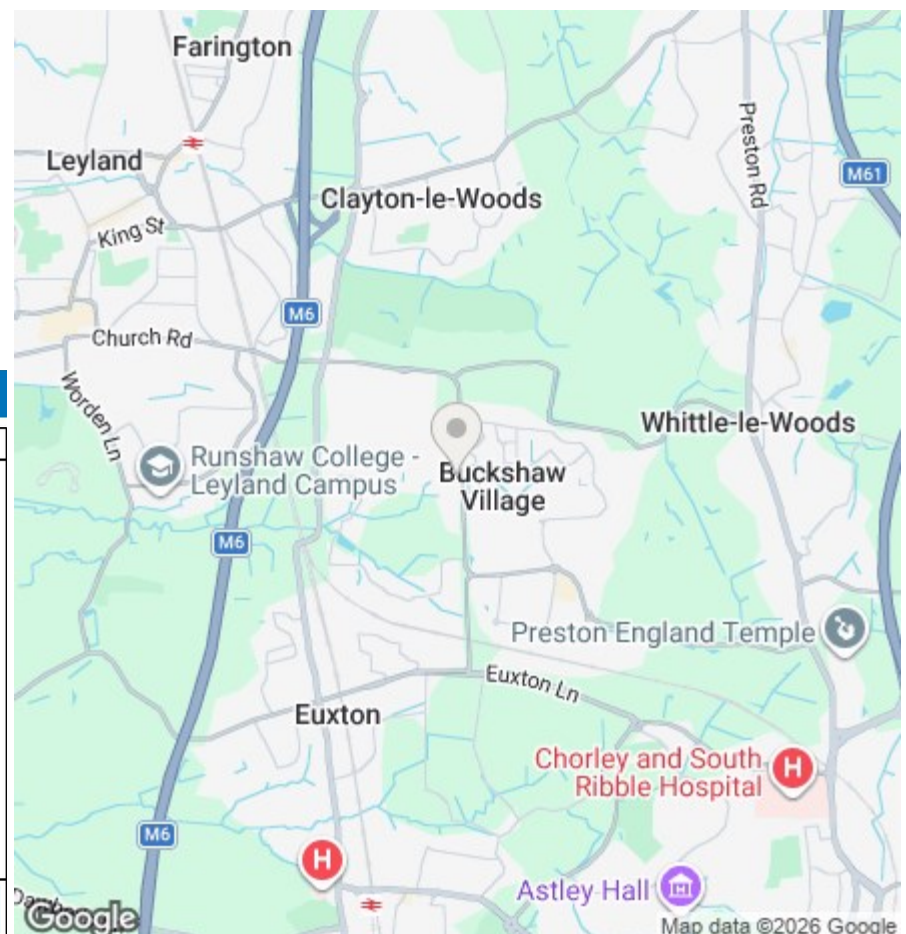 Farington
Leyland
Preston Rd
M61
Clayton-le-Woods
King St
M6
Church Rd
Worden Ln
Whittle-le-Woods
Runshaw College -
Leyland Campus
Buckshaw
Village
M6
Preston England Temple
Euxton Ln
Euxton
Chorley and South
Ribble Hospital
H
M6
H
Astley Hall
Google
Map data ©2026 Google